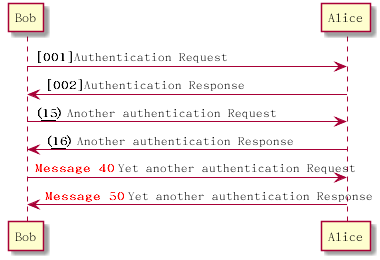 Bob Alice
[001]Authentication Request
[002]Authentication Response
(15) Another authentication Request
(16) Another authentication Response
Message 40 Yet another authentication Request
Message 50 Yet another authentication Response
Bob Alice